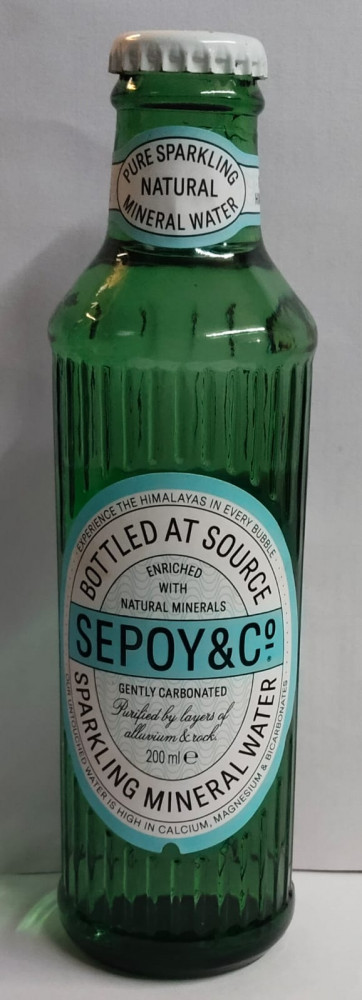 PURE SPARKLING
NATURAL
MINERAL WATER
EXPERIENCE THE HIMALAYAS IN EVERY BUBBLE
BOTTLED AT SOURCE
ENRICHED
WITH
NATURAL MINERALS
SEPOY&Cº
GENTLY CARBONATED
Purified by layers of
alluvium & rock.
200 ml ℮
SPARKLING MINERAL WATER
OUR UNTOUCHED WATER IS HIGH IN CALCIUM, MAGNESIUM & BICARBONATES